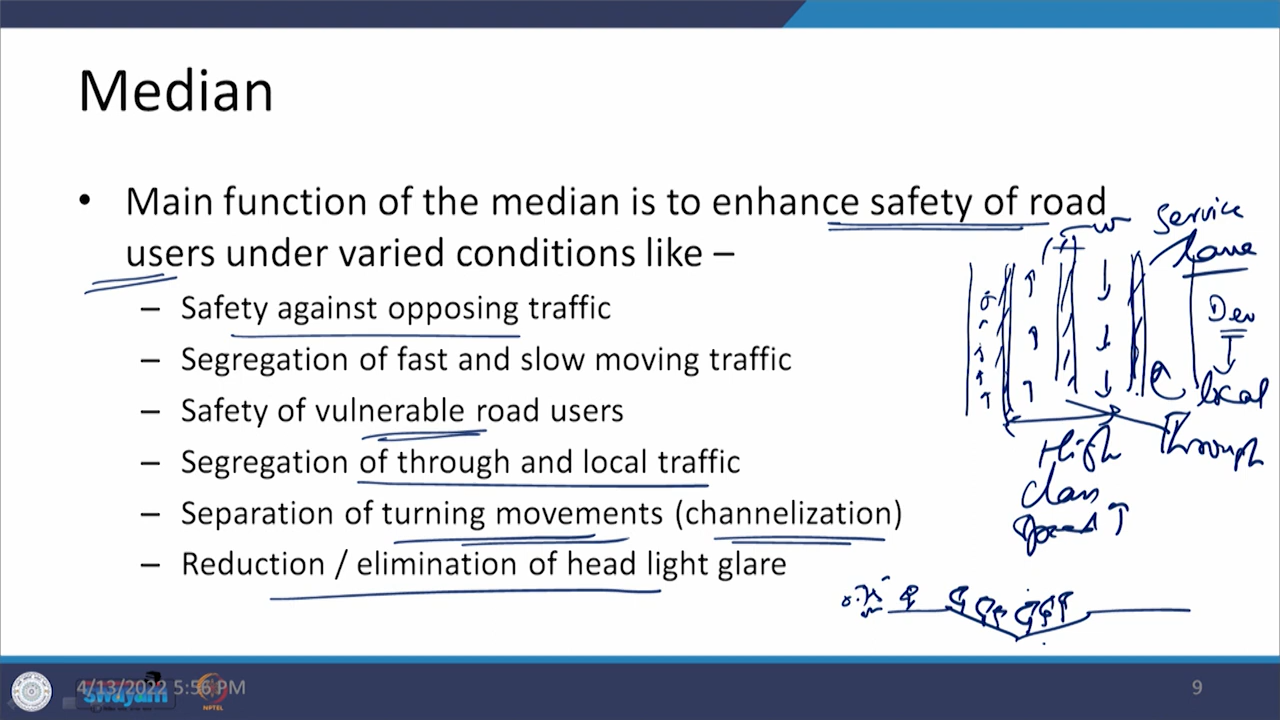 Median
• Main function of the median is to enhance safety of road
users under varied conditions like –
– Safety against opposing traffic
– Segregation of fast and slow moving traffic
– Safety of vulnerable road users
– Segregation of through and local traffic
– Separation of turning movements (channelization)
– Reduction / elimination of head light glare
w
Service
lane
Dev
local
Through
High
class
4/13/2022 5:56 PM
swayam
NPTEL
9